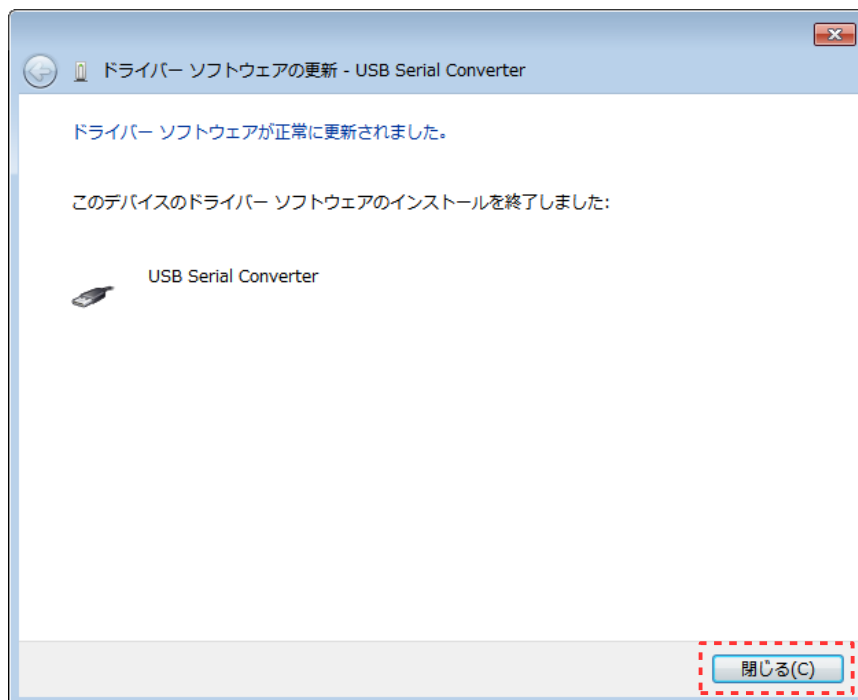 ドライバー ソフトウェアの更新 - USB Serial Converter
ドライバー ソフトウェアが正常に更新されました。
このデバイスのドライバー ソフトウェアのインストールを終了しました:
USB Serial Converter
閉じる(C)